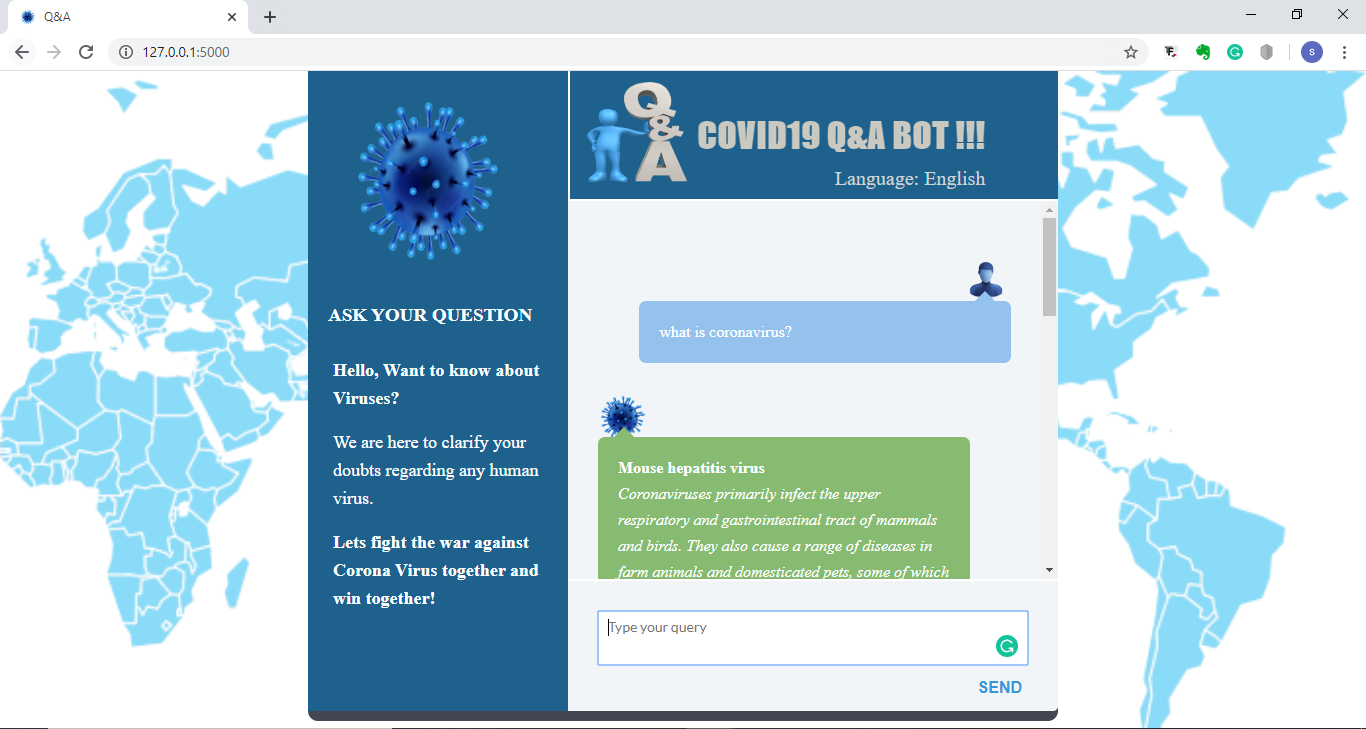 Q&A
127.0.0.1:5000
S
Q
&
A
COVID19 Q&A BOT !!!
Language: English
ASK YOUR QUESTION
Hello, Want to know about
Viruses?
We are here to clarify your
doubts regarding any human
virus.
Lets fight the war against
Corona Virus together and
win together!
what is coronavirus?
Mouse hepatitis virus
Coronaviruses primarily infect the upper
respiratory and gastrointestinal tract of mammals
and birds. They also cause a range of diseases in
farm animals and domesticated pets, some of which
Type your query
SEND